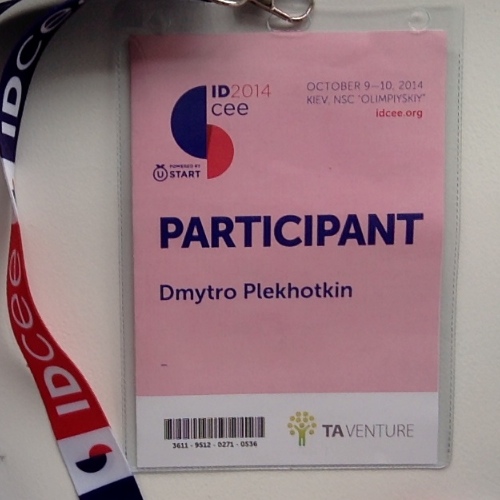 IDcee
ID2014
cee
OCTOBER 9–10, 2014
KIEV, NSC "OLIMPIYSKIY"
idcee.org
POWERED BY
U START
PARTICIPANT
Dmytro Plekhotkin
IDcee
3611 - 9512 - 0271 - 0536
TA VENTURE